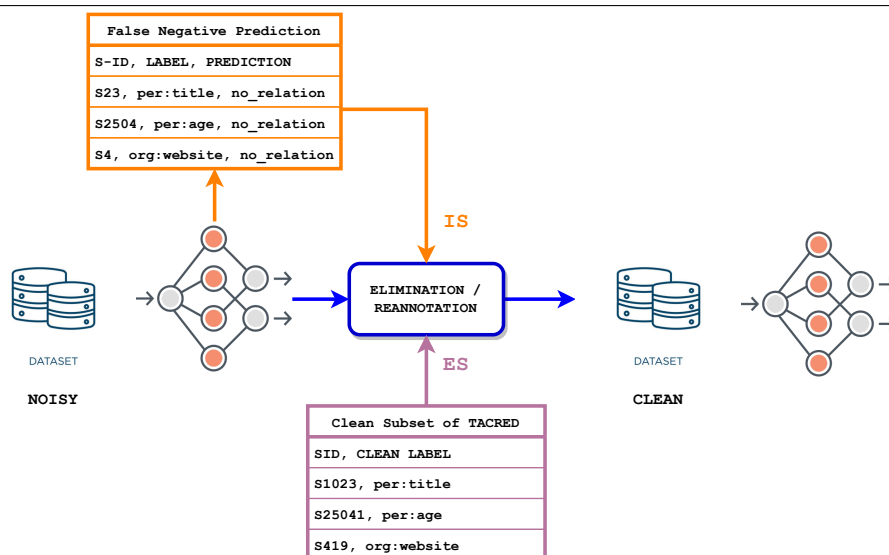 False Negative Prediction
S-ID, LABEL, PREDICTION
S23, per:title, no_relation
S2504, per:age, no_relation
S4, org:website, no_relation
IS
ELIMINATION /
REANNOTATION
ES
DATASET
NOISY
DATASET
CLEAN
Clean Subset of TACRED
SID, CLEAN LABEL
S1023, per:title
S25041, per:age
S419, org:website